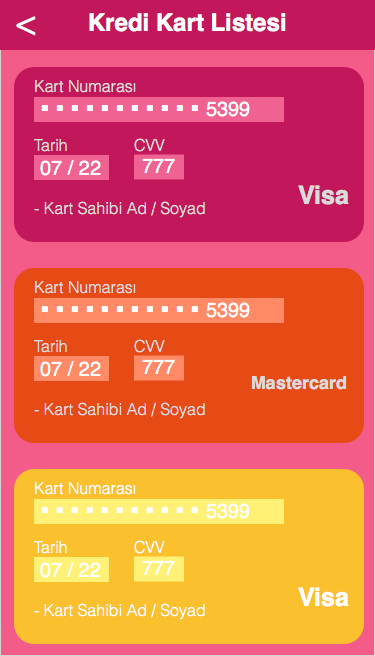 < Kredi Kart Listesi
Kart Numarası
▪ ▪ ▪ ▪ ▪ ▪ ▪ ▪ ▪ ▪ ▪ 5399
Tarih CVV
07 / 22 777
Visa
- Kart Sahibi Ad / Soyad
Kart Numarası
▪ ▪ ▪ ▪ ▪ ▪ ▪ ▪ ▪ ▪ ▪ 5399
Tarih CVV
07 / 22 777
Mastercard
- Kart Sahibi Ad / Soyad
Kart Numarası
▪ ▪ ▪ ▪ ▪ ▪ ▪ ▪ ▪ ▪ ▪ 5399
Tarih CVV
07 / 22 777
Visa
- Kart Sahibi Ad / Soyad